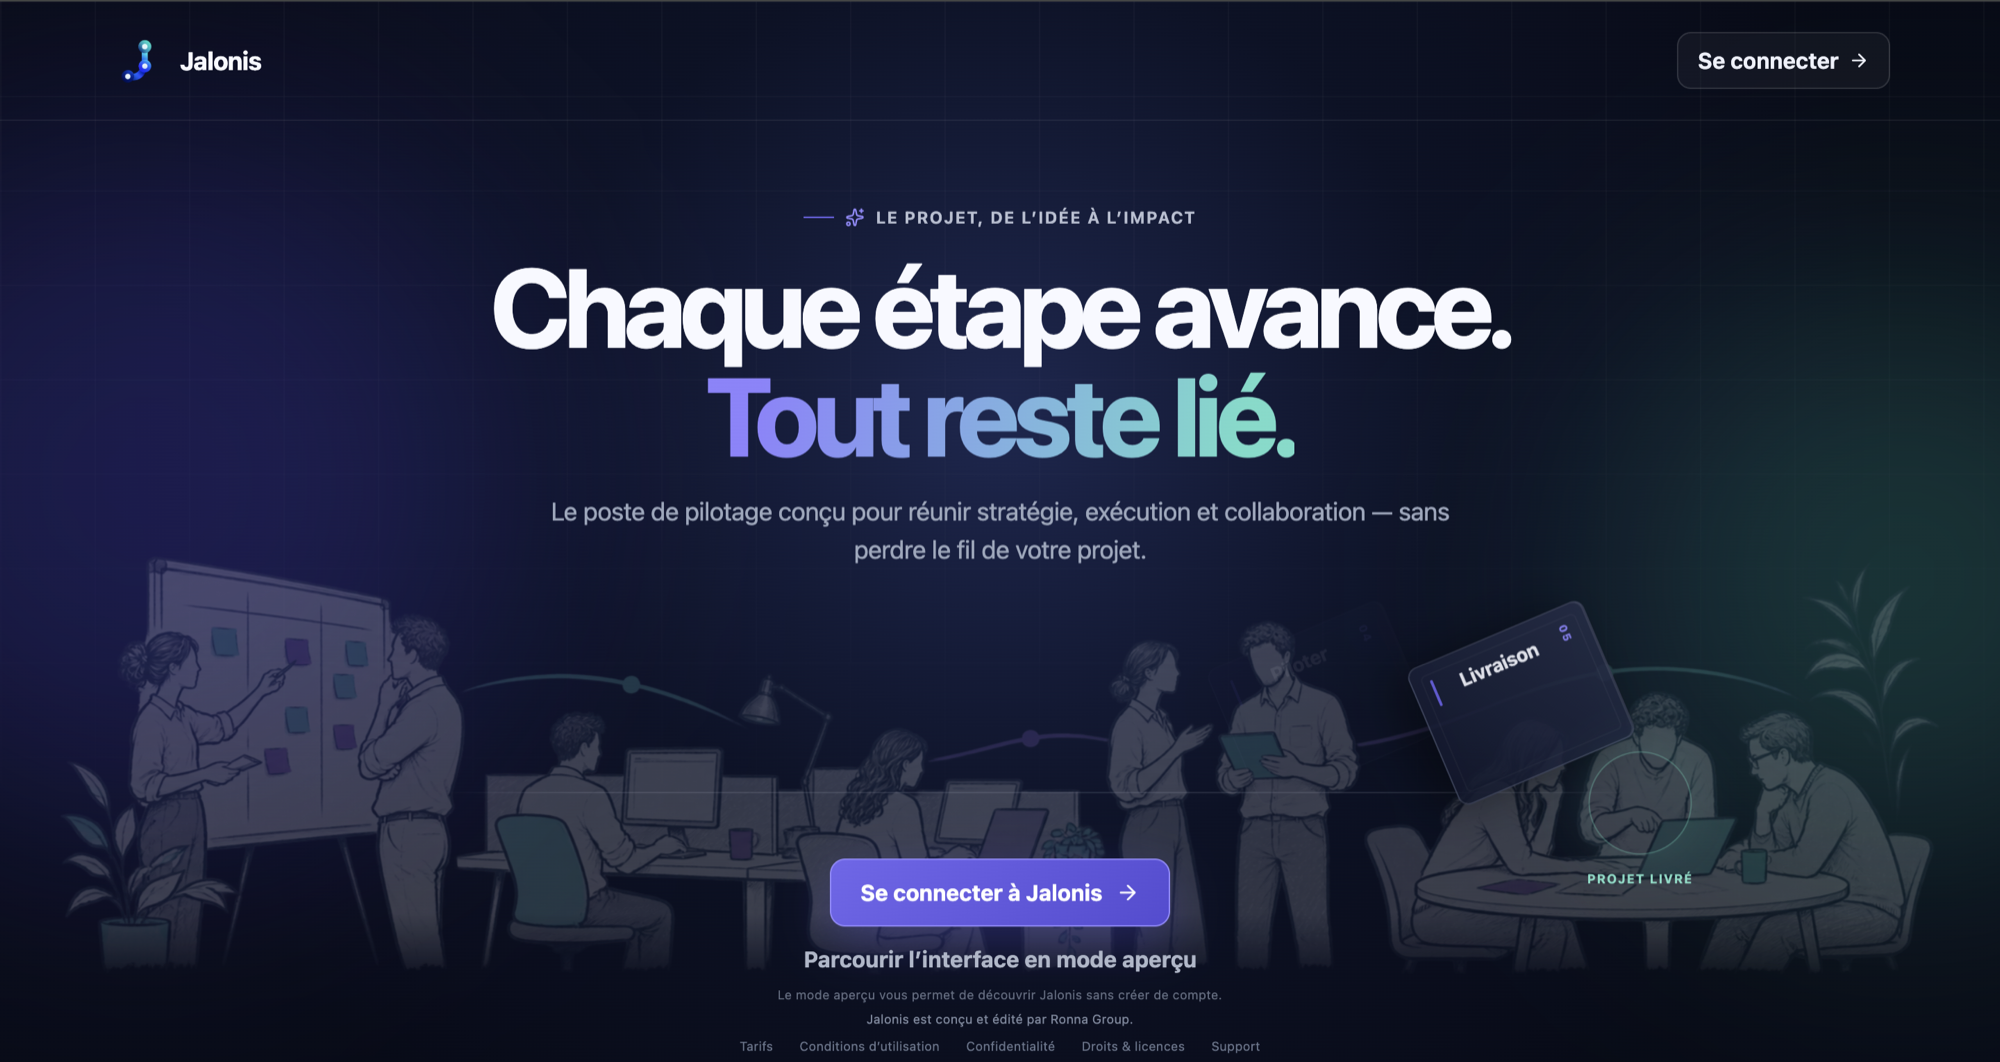 Jalonis
Se connecter →
LE PROJET, DE L’IDÉE À L’IMPACT
Chaque étape avance.
Tout reste lié.
Le poste de pilotage conçu pour réunir stratégie, exécution et collaboration — sans
perdre le fil de votre projet.
Piloter
Livraison
05
PROJET LIVRÉ
Se connecter à Jalonis →
Parcourir l’interface en mode aperçu
Le mode aperçu vous permet de découvrir Jalonis sans créer de compte.
Jalonis est conçu et édité par Ronna Group.
Tarifs Conditions d’utilisation Confidentialité Droits & licences Support